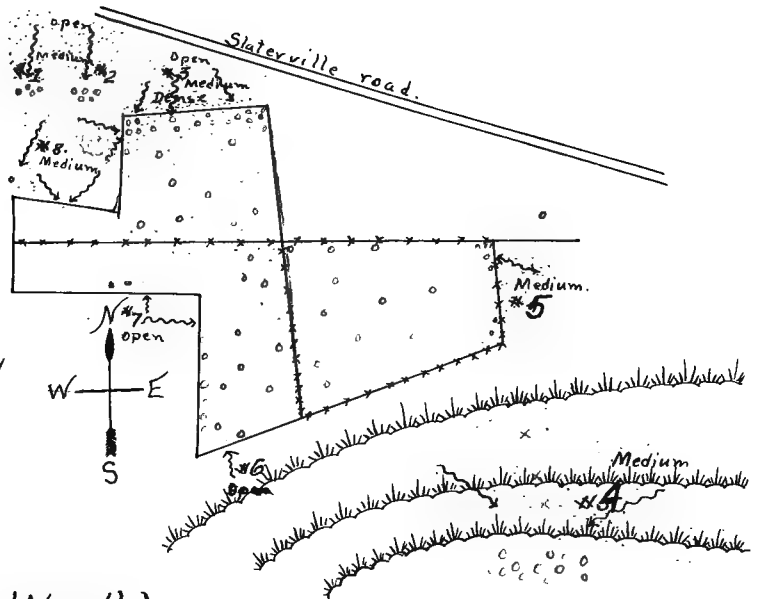 Open
Medium
#1 #2
Slaterville road.
Open
#3
Medium
Dense
#8.
Medium
Medium.
#5
#7
Open
N
W E
S
#6
Open
Medium
#4